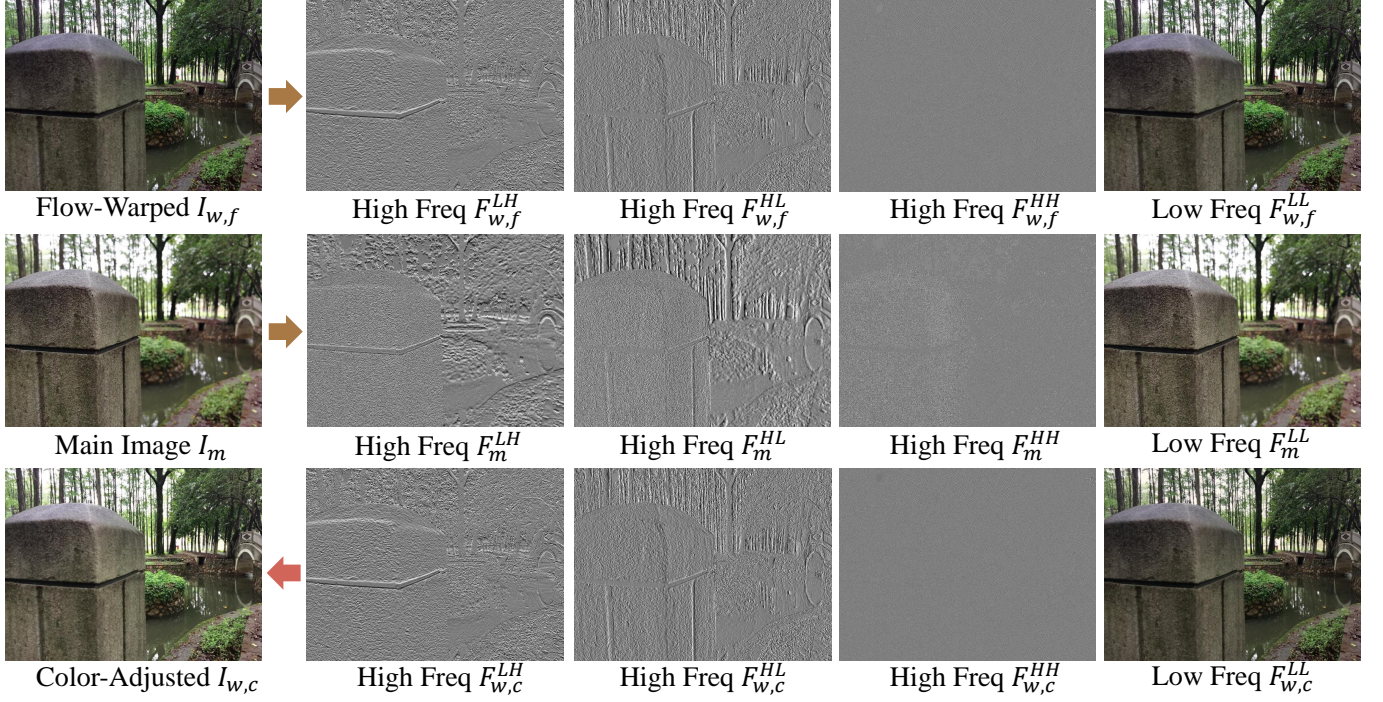 Flow-Warped $I_{w,f}$ High Freq $F_{w,f}^{LH}$ High Freq $F_{w,f}^{HL}$ High Freq $F_{w,f}^{HH}$ Low Freq $F_{w,f}^{LL}$
Main Image $I_m$ High Freq $F_m^{LH}$ High Freq $F_m^{HL}$ High Freq $F_m^{HH}$ Low Freq $F_m^{LL}$
Color-Adjusted $I_{w,c}$ High Freq $F_{w,c}^{LH}$ High Freq $F_{w,c}^{HL}$ High Freq $F_{w,c}^{HH}$ Low Freq $F_{w,c}^{LL}$